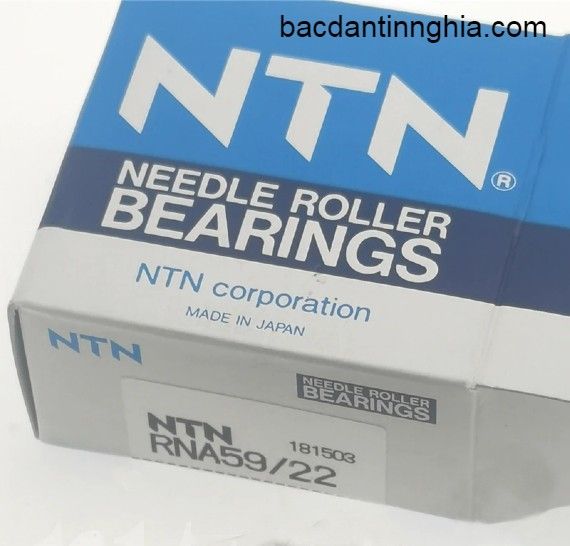 bacdantinnghia.com
NTN®
NEEDLE ROLLER
BEARINGS
NTN corporation
MADE IN JAPAN
NTN
NEEDLE ROLLER
BEARINGS
NTN
181503
RNA59/22